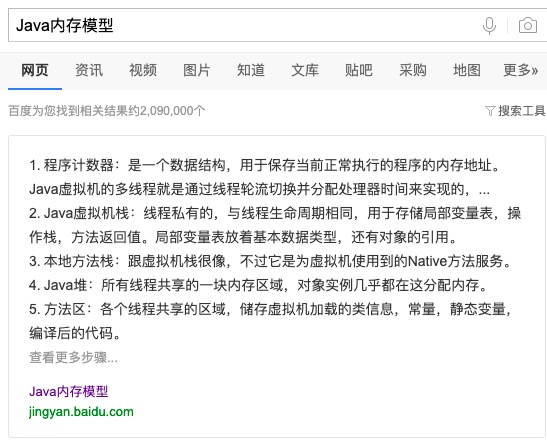 Java内存模型
网页 资讯 视频 图片 知道 文库 贴吧 采购 地图 更多»
百度为您找到相关结果约2,090,000个 搜索工具
1. 程序计数器：是一个数据结构，用于保存当前正常执行的程序的内存地址。
Java虚拟机的多线程就是通过线程轮流切换并分配处理器时间来实现的，...
2. Java虚拟机栈：线程私有的，与线程生命周期相同，用于存储局部变量表，操
作栈，方法返回值。局部变量表放着基本数据类型，还有对象的引用。
3. 本地方法栈：跟虚拟机栈很像，不过它是为虚拟机使用到的Native方法服务。
4. Java堆：所有线程共享的一块内存区域，对象实例几乎都在这分配内存。
5. 方法区：各个线程共享的区域，储存虚拟机加载的类信息，常量，静态变量，
编译后的代码。
查看更多步骤...
Java内存模型
jingyan.baidu.com